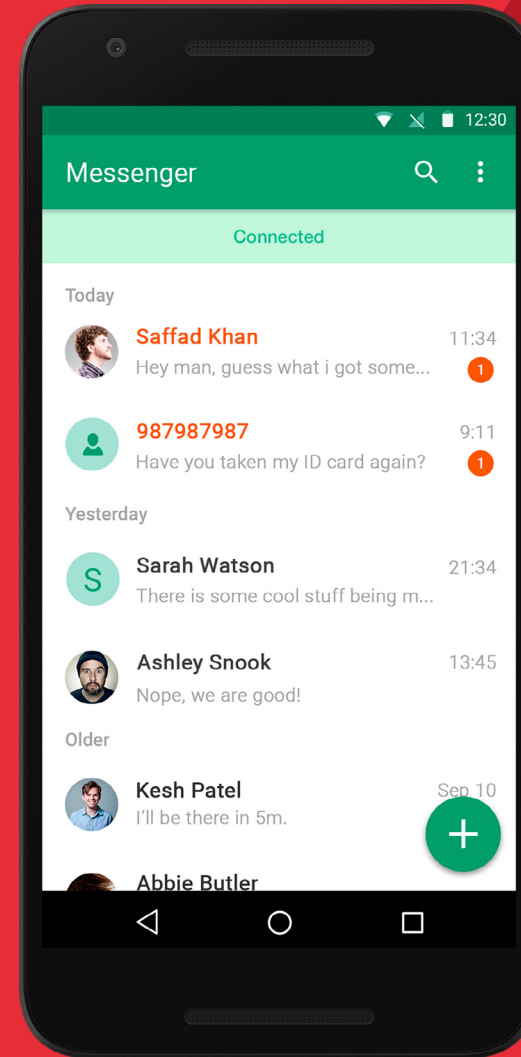 12:30
Messenger
Connected
Today
Saffad Khan 11:34
Hey man, guess what i got some... 1
987987987 9:11
Have you taken my ID card again? 1
Yesterday
S
Sarah Watson 21:34
There is some cool stuff being m...
Ashley Snook 13:45
Nope, we are good!
Older
Kesh Patel Sep 10
I'll be there in 5m.
Abbie Butler